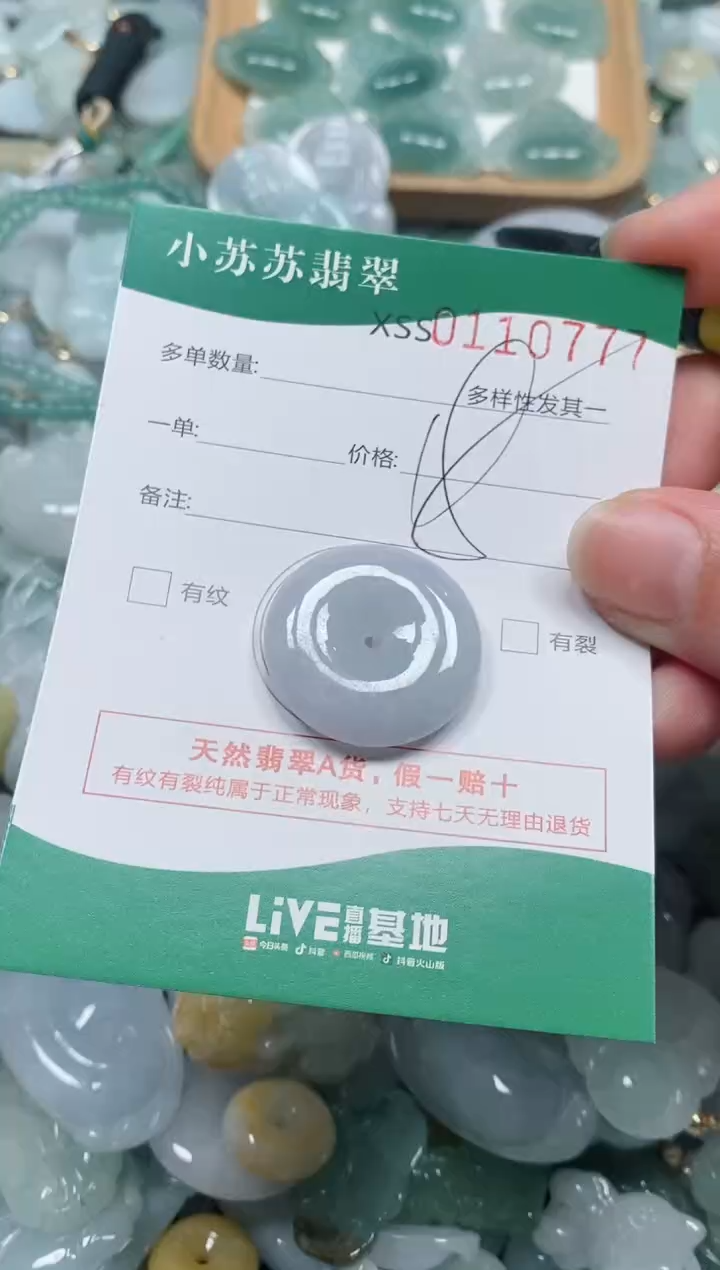 小苏苏翡翠
XSS0110777
多单数量:
多样性发其一
一单:
价格:
备注:
有纹
有裂
天然翡翠A货，假一赔十
有纹有裂纯属于正常现象，支持七天无理由退货
LiVE直播基地
今日头条 抖音 西瓜视频 抖音火山版